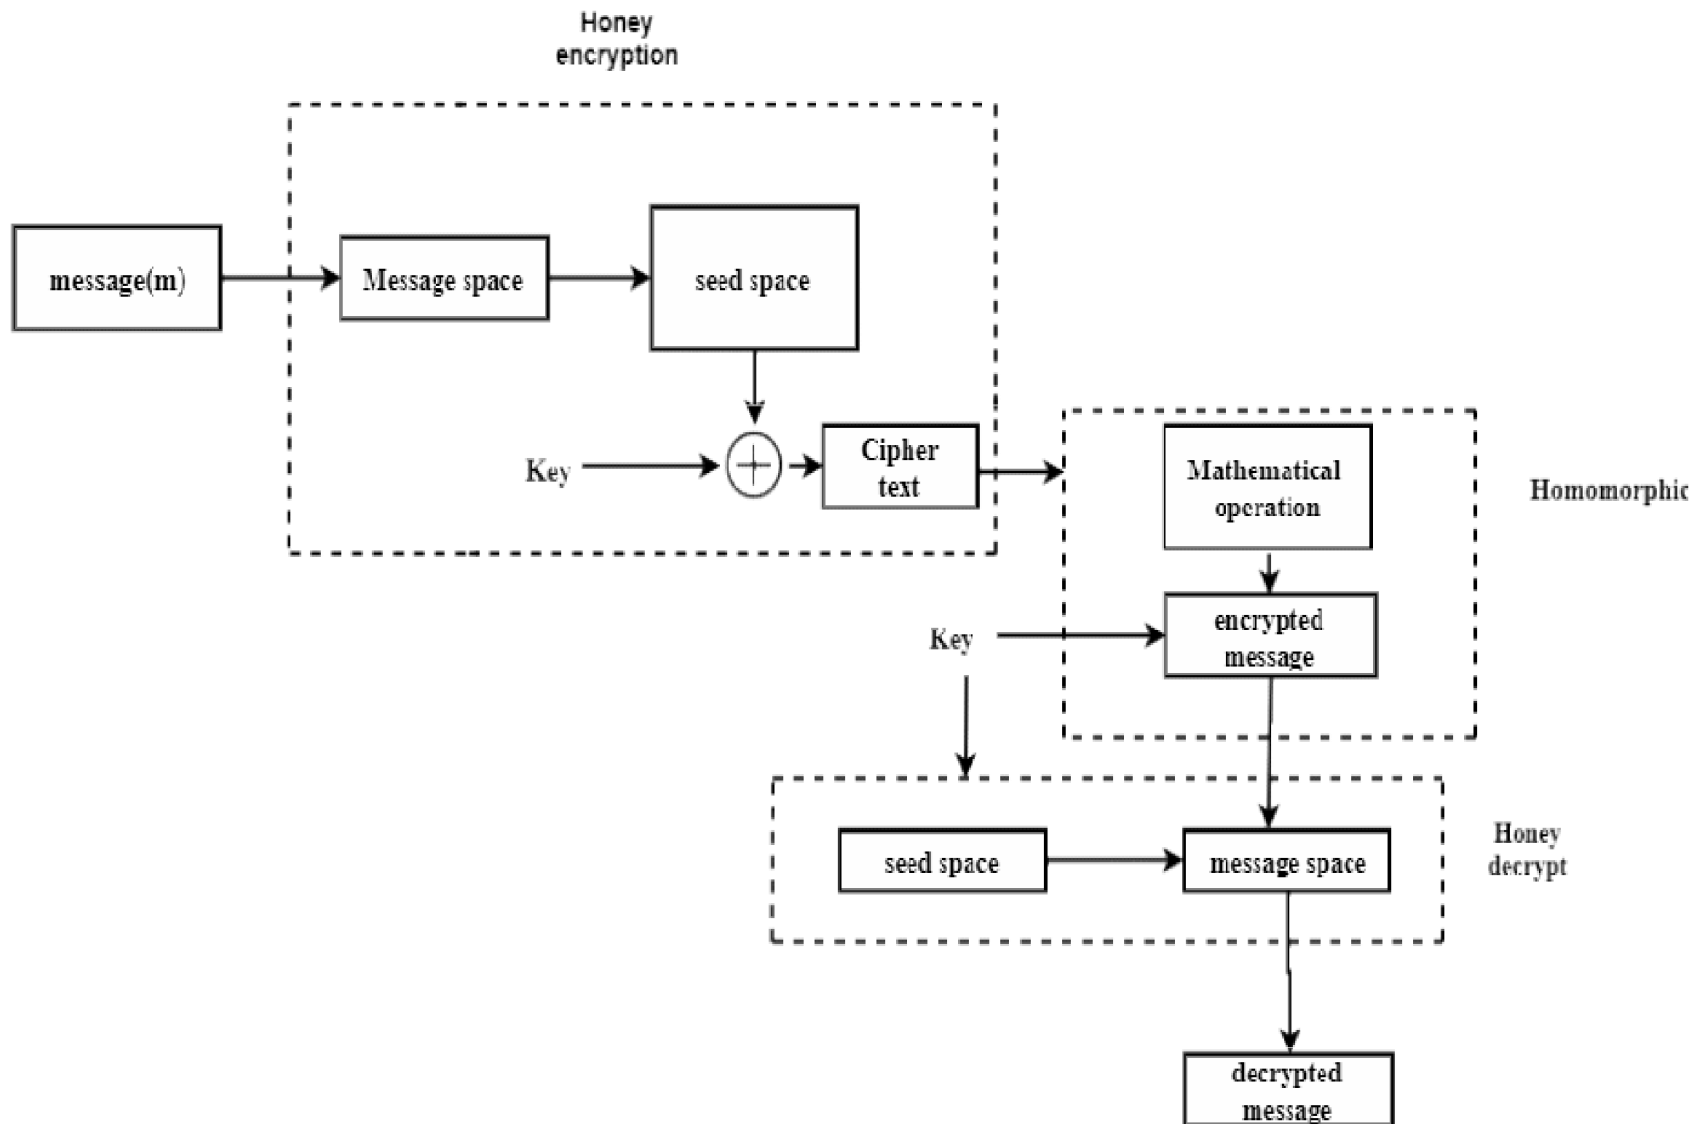 Honey
encryption
message(m)
Message space
seed space
Key
Cipher
text
Mathematical
operation
Homomorphic
encrypted
message
Key
seed space
message space
Honey
decrypt
decrypted
message